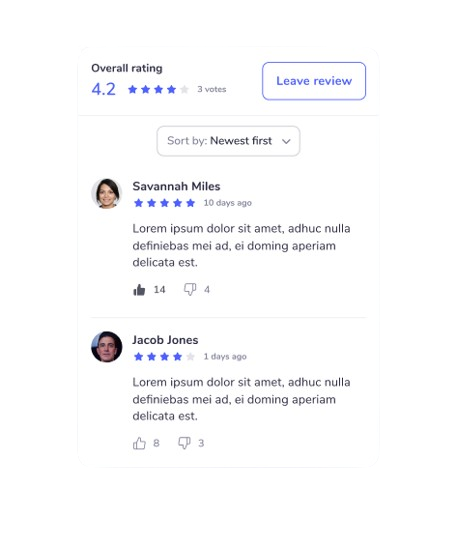 Overall rating
4.2 3 votes
Leave review
Sort by: Newest first
Savannah Miles
10 days ago
Lorem ipsum dolor sit amet, adhuc nulla
definiebas mei ad, ei doming aperiam
delicata est.
14 4
Jacob Jones
1 days ago
Lorem ipsum dolor sit amet, adhuc nulla
definiebas mei ad, ei doming aperiam
delicata est.
8 3